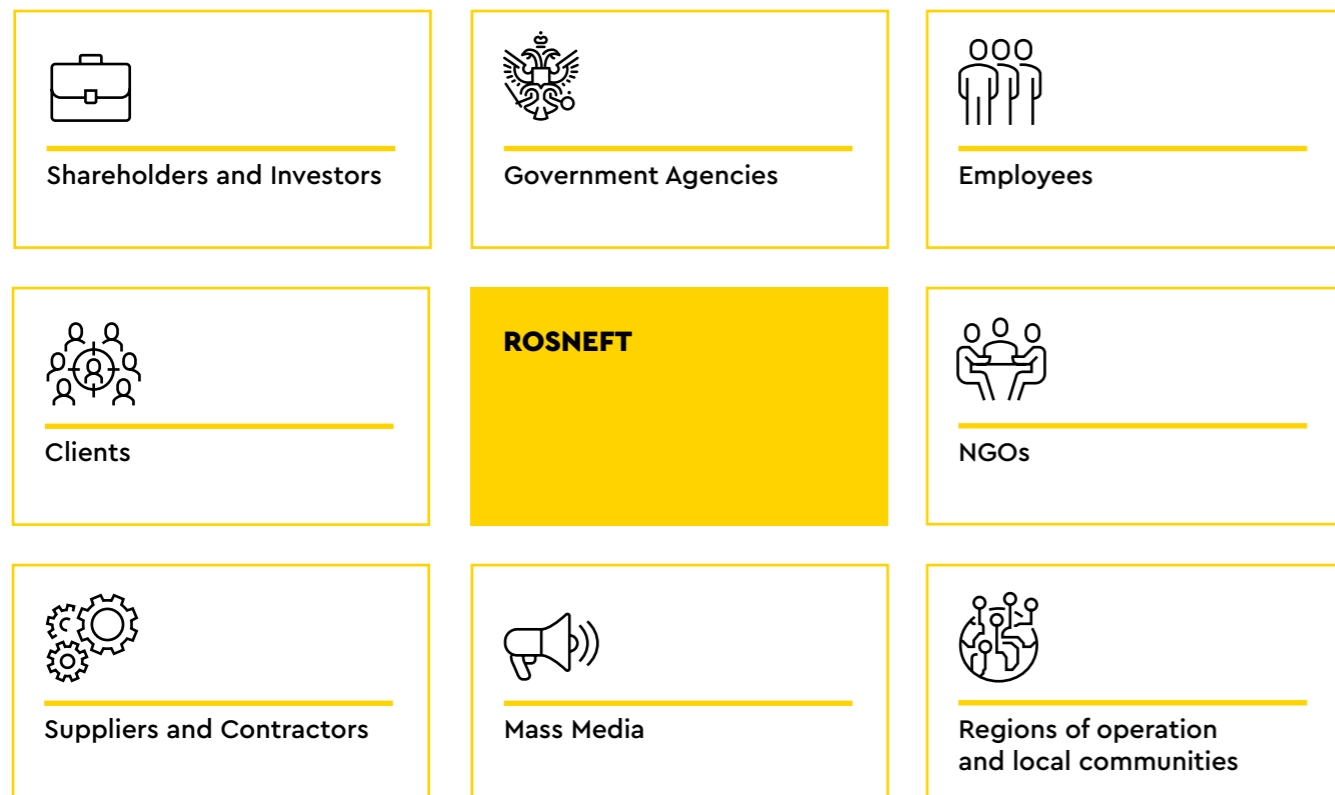 Shareholders and Investors
Government Agencies
Employees
Clients
ROSNEFT
NGOs
Suppliers and Contractors
Mass Media
Regions of operation
and local communities